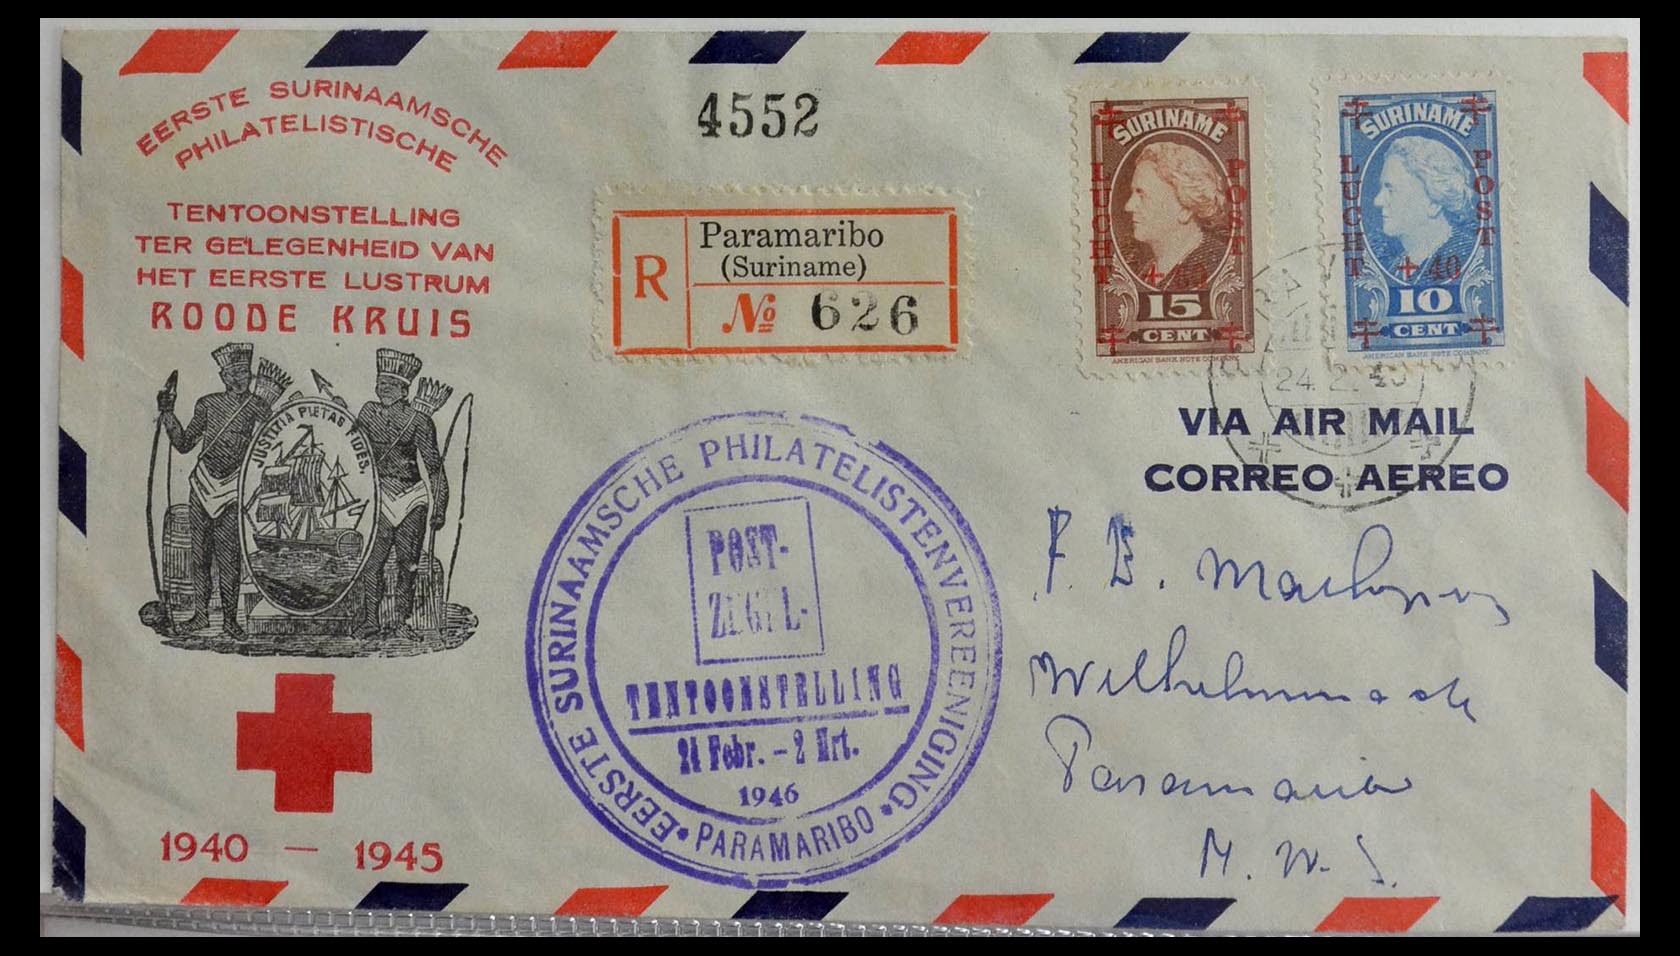 EERSTE SURINAAMSCHE
PHILATELISTISCHE
TENTOONSTELLING
TER GELEGENHEID VAN
HET EERSTE LUSTRUM
ROODE KRUIS
JUSTITIA PIETAS FIDES.
1940 — 1945
4552
R
Paramaribo
(Suriname)
No 626
EERSTE SURINAAMSCHE PHILATELISTENVEREENIGING
• PARAMARIBO •
POST-
ZEGEL-
TENTOONSTELLING
24 Febr. - 2 Mrt.
1946
SURINAME
LUCHT POST
+ 60
15
CENT
AMERICAN BANK NOTE COMPANY
SURINAME
LUCHT POST
+ 40
10
CENT
AMERICAN BANK NOTE COMPANY
24.2.
VIA AIR MAIL
CORREO AEREO
F. E.
Paramaribo